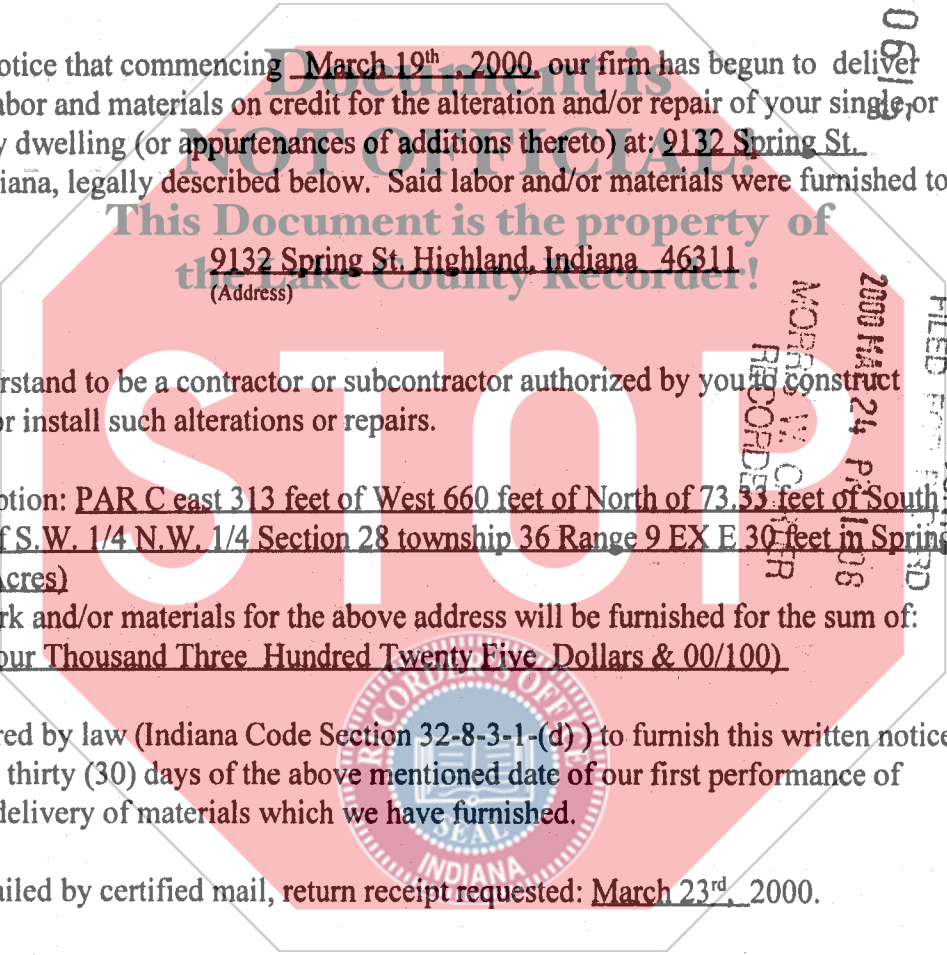 otice that commencing March 19th, 2000, our firm has begun to deliver
abor and materials on credit for the alteration and/or repair of your single or
y dwelling (or appurtenances of additions thereto) at: 9132 Spring St.
iana, legally described below. Said labor and/or materials were furnished to
9132 Spring St, Highland, Indiana 46311
(Address)
rstand to be a contractor or subcontractor authorized by you to construct
or install such alterations or repairs.
ption: PAR C east 313 feet of West 660 feet of North of 73.33 feet of South
f S.W. 1/4 N.W. 1/4 Section 28 township 36 Range 9 EX E 30 feet in Spring
Acres)
rk and/or materials for the above address will be furnished for the sum of:
our Thousand Three Hundred Twenty Five Dollars & 00/100)
red by law (Indiana Code Section 32-8-3-1-(d) ) to furnish this written notice
thirty (30) days of the above mentioned date of our first performance of
delivery of materials which we have furnished.
ailed by certified mail, return receipt requested: March 23rd, 2000.
Document is
NOT OFFICIAL!
This Document is the property of
the Lake County Recorder!
STOP
RECORDER'S OFFICE
SEAL
INDIANA
2000 MAR 24
MORRIS W.
RECORDER
FILED